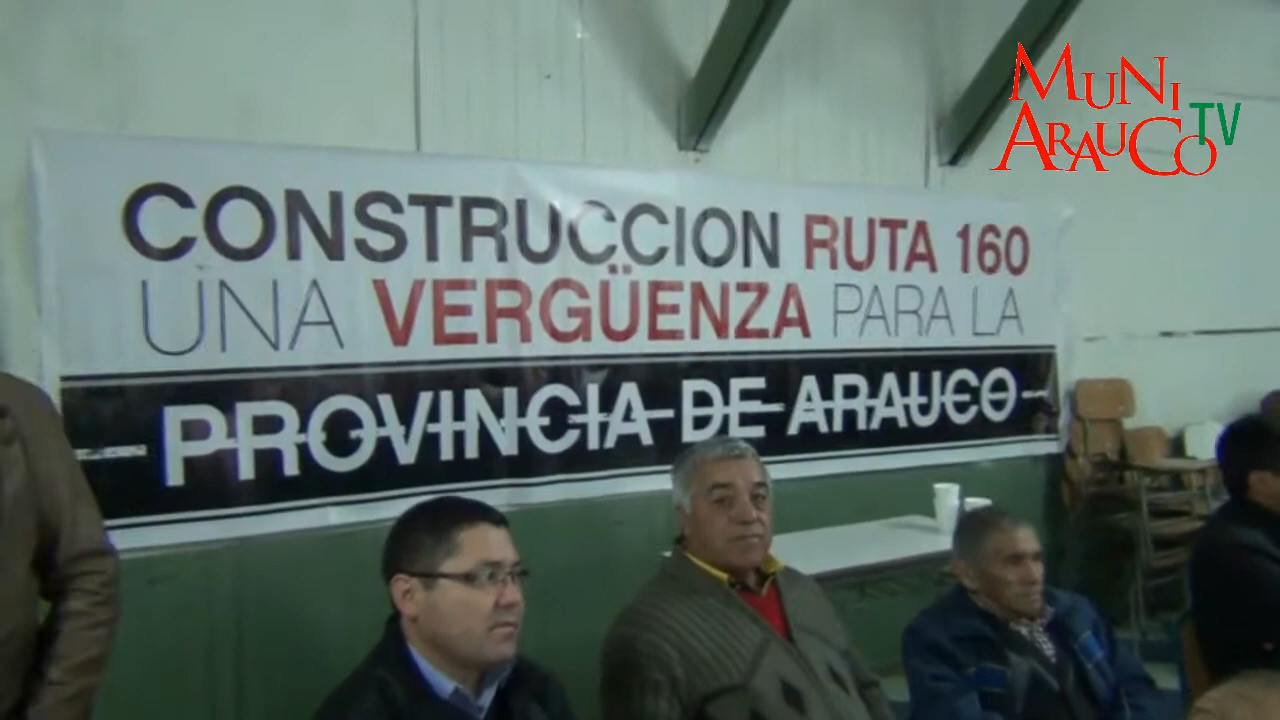 CONSTRUCCION RUTA 160
UNA VERGÜENZA PARA LA
PROVINCIA DE ARAUCO
MUNI
ARAUCO TV